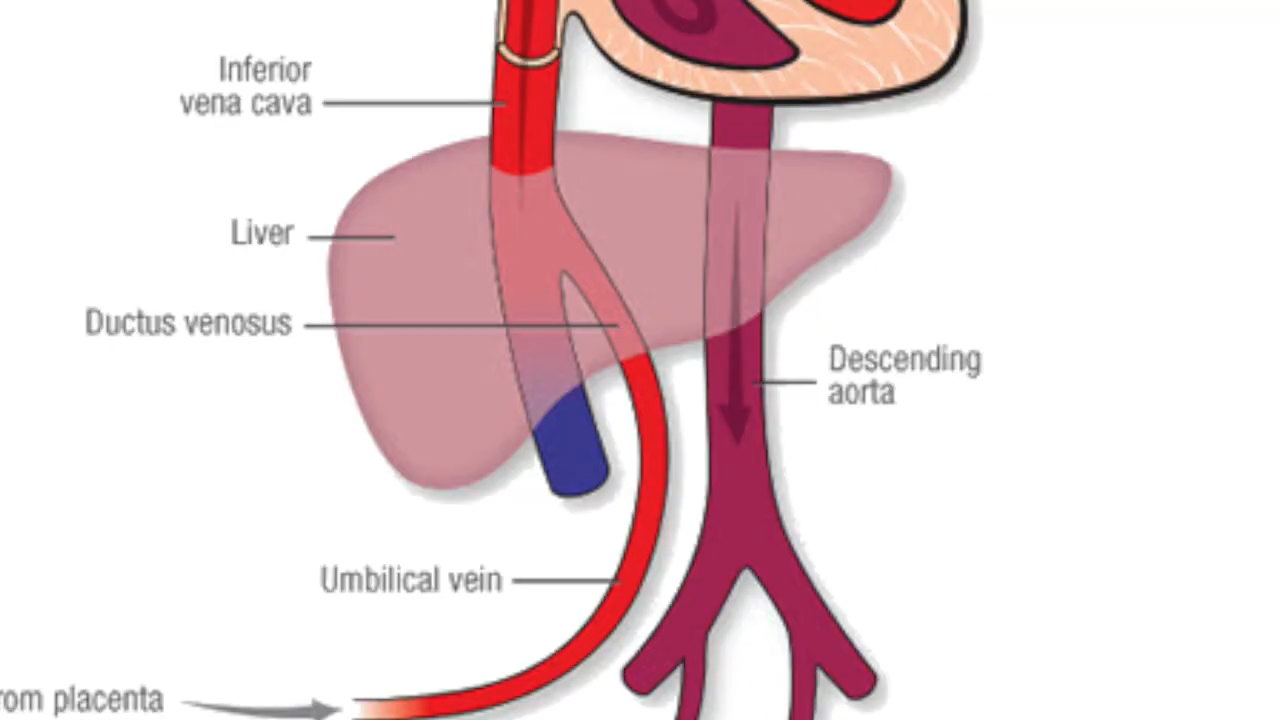 Inferior
vena cava
Liver
Ductus venosus
Descending
aorta
Umbilical vein
rom placenta